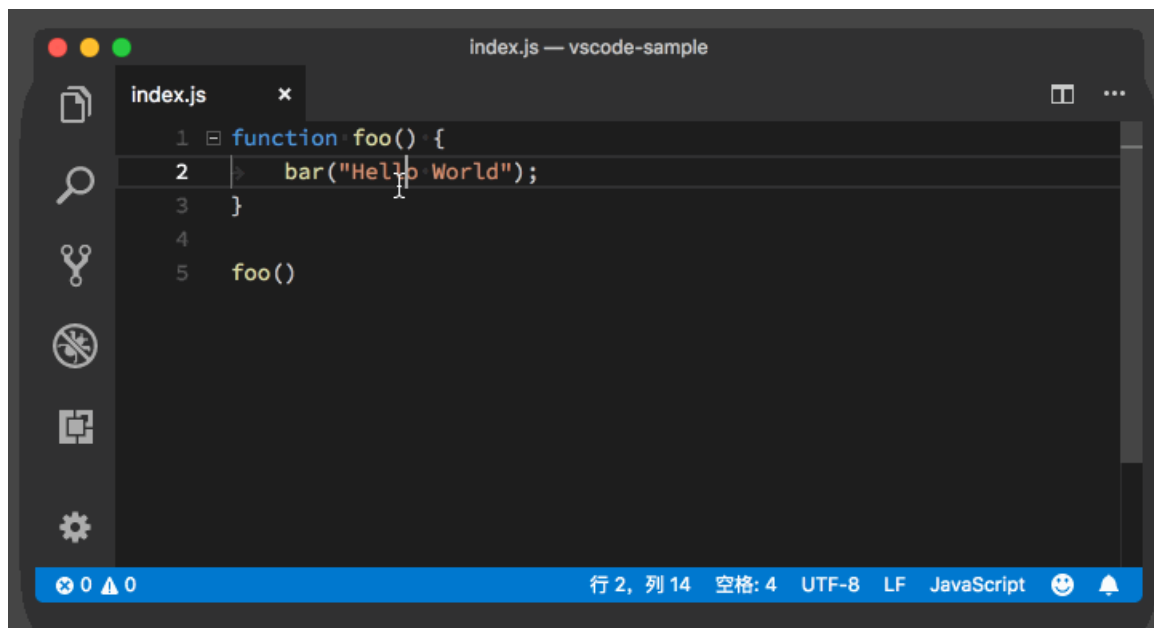 index.js — vscode-sample
index.js
1 function foo() {
2 bar("Hello World");
3 }
4
5 foo()
0 0 行 2，列 14 空格: 4 UTF-8 LF JavaScript